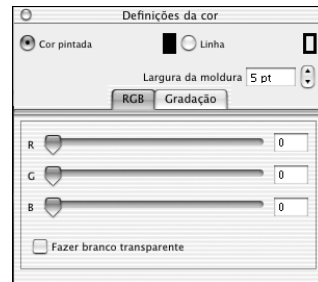 Definições da cor
Cor pintada Linha
Largura da moldura 5 pt
RGB Gradação
R 0
G 0
B 0
Fazer branco transparente